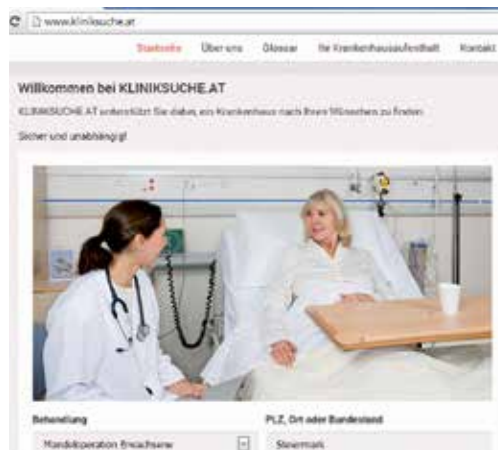 www.kliniksuche.at
Startseite Über uns Glossar Ihr Krankenhausaufenthalt Kontakt
Willkommen bei KLINIKSUCHE.AT
KLINIKSUCHE.AT unterstützt Sie dabei, ein Krankenhaus nach Ihren Wünschen zu finden.
Sicher und unabhängig!
Behandlung
PLZ, Ort oder Bundesland
Mandeloperation Erwachsene
Steiermark